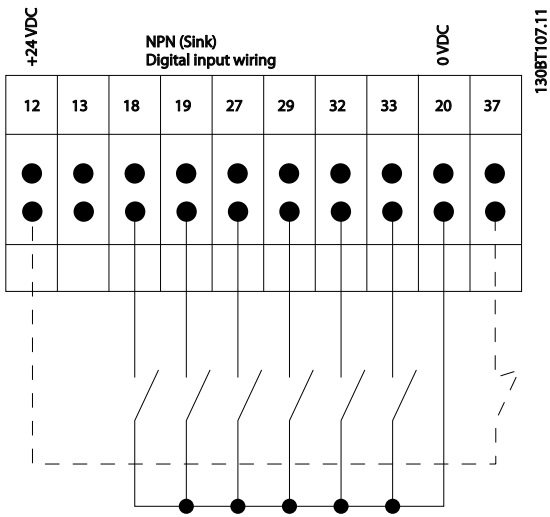 +24 VDC
NPN (Sink)
Digital input wiring
0 VDC
130BT107.11
12 13 18 19 27 29 32 33 20 37